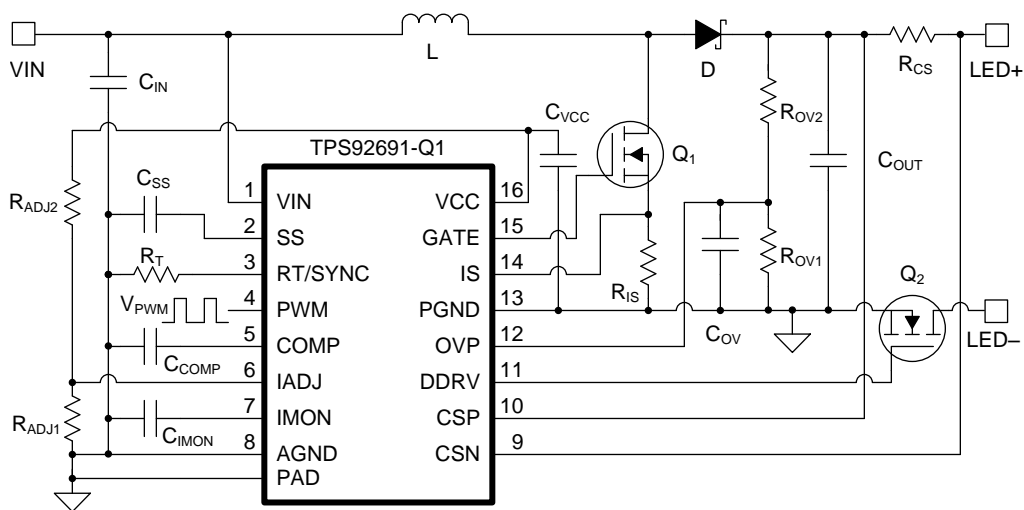 L
D
VIN
R_CS
LED+
C_IN
C_VCC
R_OV2
TPS92691-Q1
Q_1
C_OUT
C_SS
R_ADJ2
1
VIN
VCC
16
2
SS
GATE
15
R_T
3
RT/SYNC
IS
14
R_OV1
Q_2
R_IS
V_PWM
4
PWM
PGND
13
C_OV
LED–
5
COMP
OVP
12
C_COMP
6
IADJ
DDRV
11
R_ADJ1
7
IMON
CSP
10
C_IMON
8
AGND
CSN
9
PAD